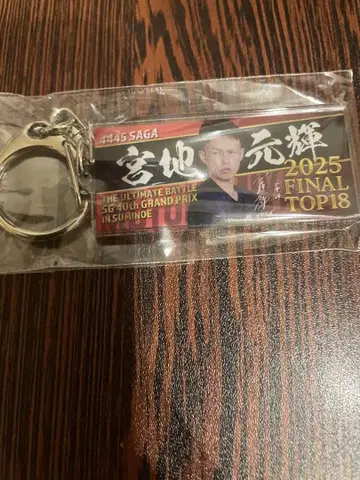 4445 SAGA
宮地 元輝
THE ULTIMATE BATTLE
SG 40th GRAND PRIX
IN SUMINOE
2025
FINAL
TOP18